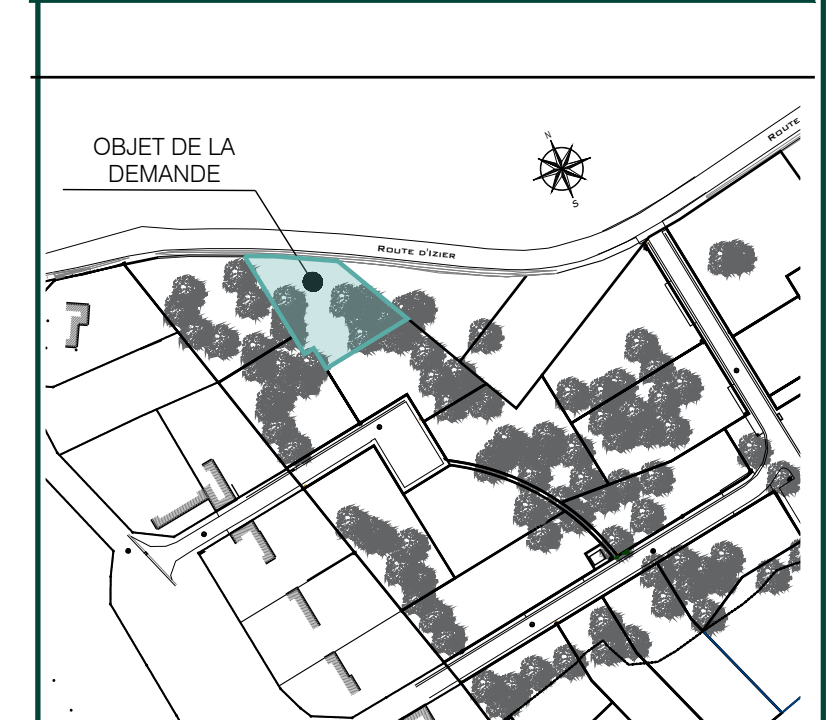 OBJET DE LA
DEMANDE
N
S
ROUTE
ROUTE D'IZIER